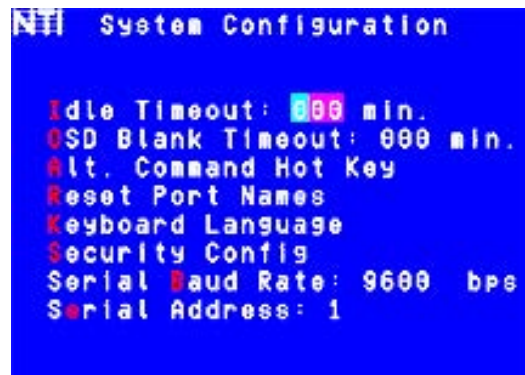 NTI System Configuration
Idle Timeout: 000 min.
OSD Blank Timeout: 000 min.
Alt. Command Hot Key
Reset Port Names
Keyboard Language
Security Config
Serial Baud Rate: 9600 bps
Serial Address: 1